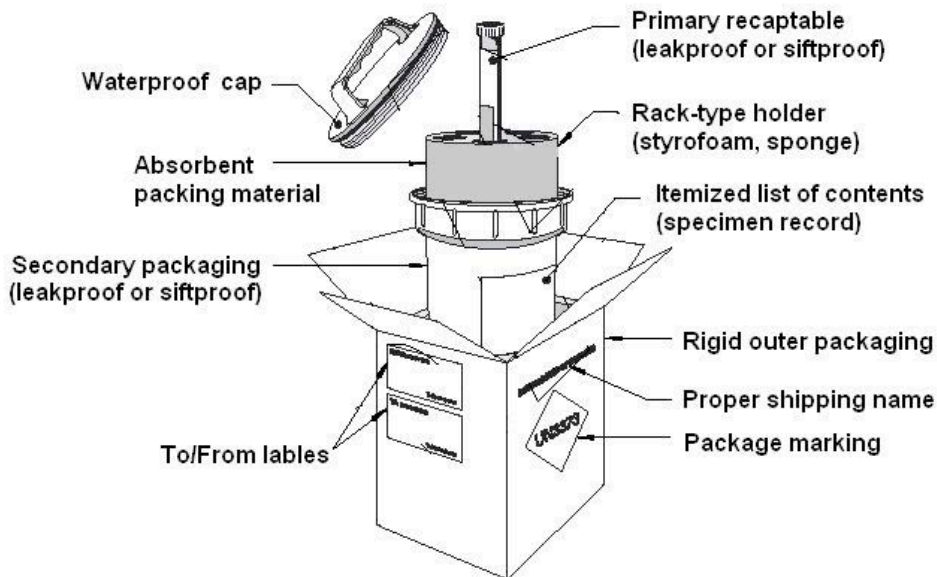 Primary recaptable
(leakproof or siftproof)
Waterproof cap
Rack-type holder
(styrofoam, sponge)
Absorbent
packing material
Itemized list of contents
(specimen record)
Secondary packaging
(leakproof or siftproof)
Rigid outer packaging
Proper shipping name
UN3373
Package marking
To/From lables